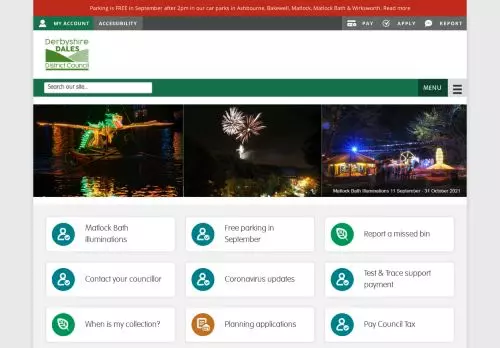 Parking is FREE in September after 2pm in our car parks in Ashbourne, Bakewell, Matlock, Matlock Bath & Wirksworth. Read more
MY ACCOUNT
ACCESSIBILITY
PAY
APPLY
REPORT
Derbyshire
DALES
District Council
Search our site...
MENU
Matlock Bath Illuminations 11 September - 31 October 2021
Matlock Bath
illuminations
Free parking in
September
Report a missed bin
Contact your councillor
Coronavirus updates
Test & Trace support
payment
When is my collection?
Planning applications
Pay Council Tax